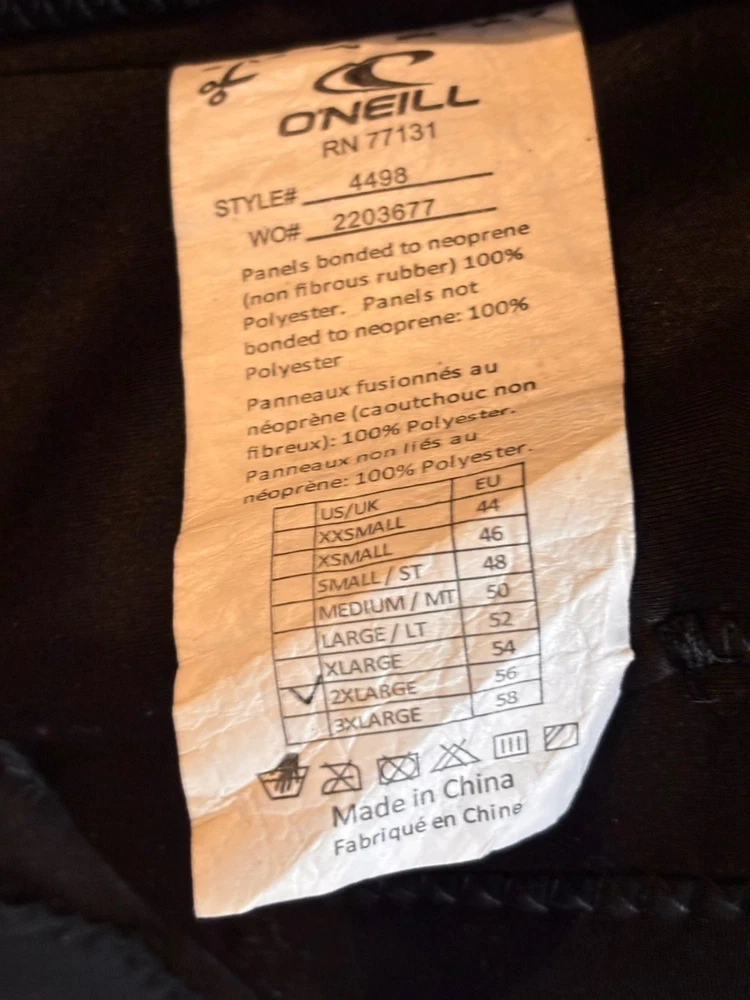 O'NEILL
RN 77131
STYLE# 4498
WO# 2203677
Panels bonded to neoprene
(non fibrous rubber) 100%
Polyester. Panels not
bonded to neoprene: 100%
Polyester
Panneaux fusionnés au
néoprène (caoutchouc non
fibreux): 100% Polyester.
Panneaux non liés au
néoprène: 100% Polyester.
US/UK EU
XXSMALL 44
XSMALL 46
SMALL / ST 48
MEDIUM / MT 50
LARGE / LT 52
XLARGE 54
2XLARGE 56
3XLARGE 58
Made in China
Fabriqué en Chine